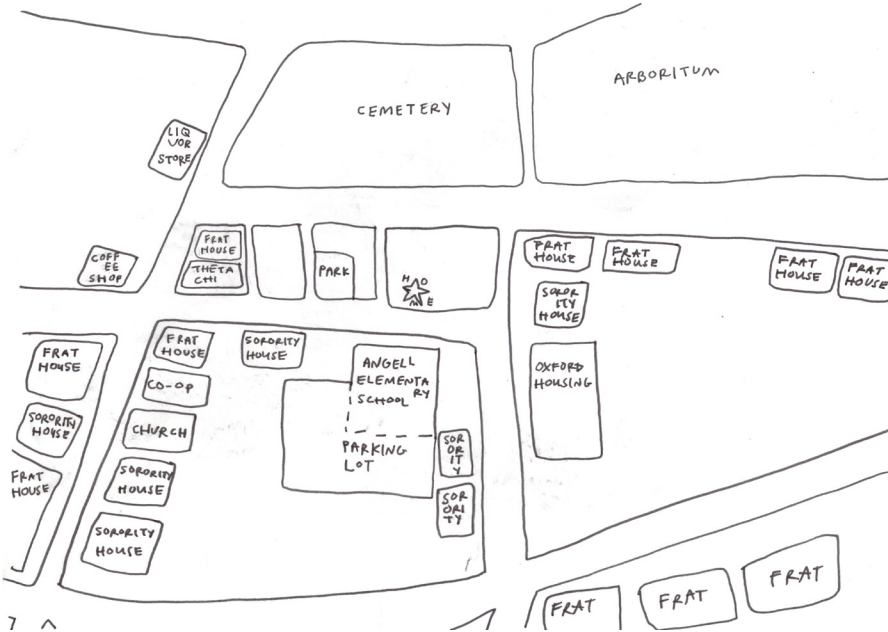 CEMETERY
ARBORITUM
LIQ
UOR
STORE
COFF
EE
SHOP
FRAT
HOUSE
THETA
CHI
PARK
HOME
FRAT
HOUSE
FRAT
HOUSE
FRAT
HOUSE
FRAT
HOUSE
SOROR
ITY
HOUSE
OXFORD
HOUSING
FRAT
HOUSE
SORORITY
HOUSE
FRAT
HOUSE
FRAT
HOUSE
CO-OP
CHURCH
SORORITY
HOUSE
SORORITY
HOUSE
SORORITY
HOUSE
ANGELL
ELEMENTA
RY
SCHOOL
PARKING
LOT
SOR
ORIT
Y
SOR
ORI
TY
FRAT
FRAT
FRAT